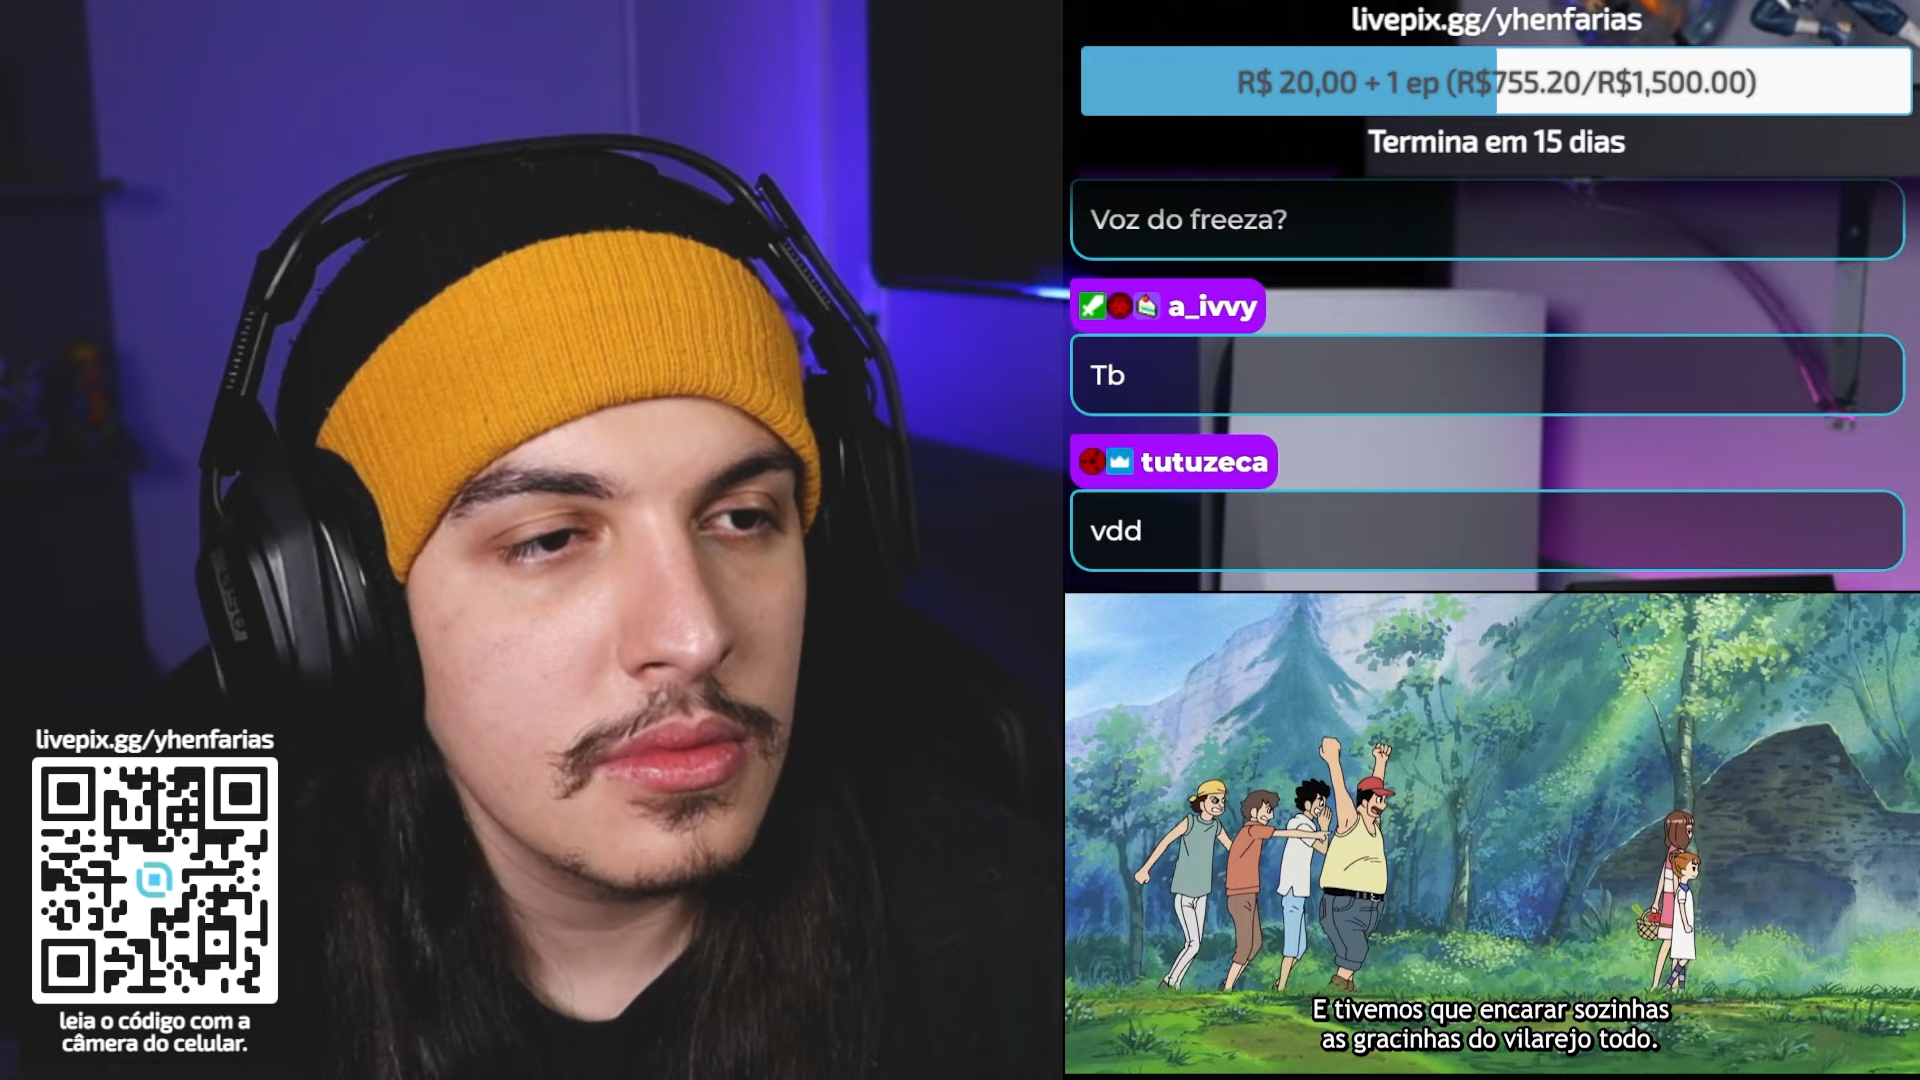 livepix.gg/yhenfarias
R$ 20,00 + 1 ep (R$755.20/R$1,500.00)
Termina em 15 dias
Voz do freeza?
a_ivvy
Tb
tutuzeca
vdd
livepix.gg/yhenfarias
leia o código com a
câmera do celular.
E tivemos que encarar sozinhas
as gracinhas do vilarejo todo.